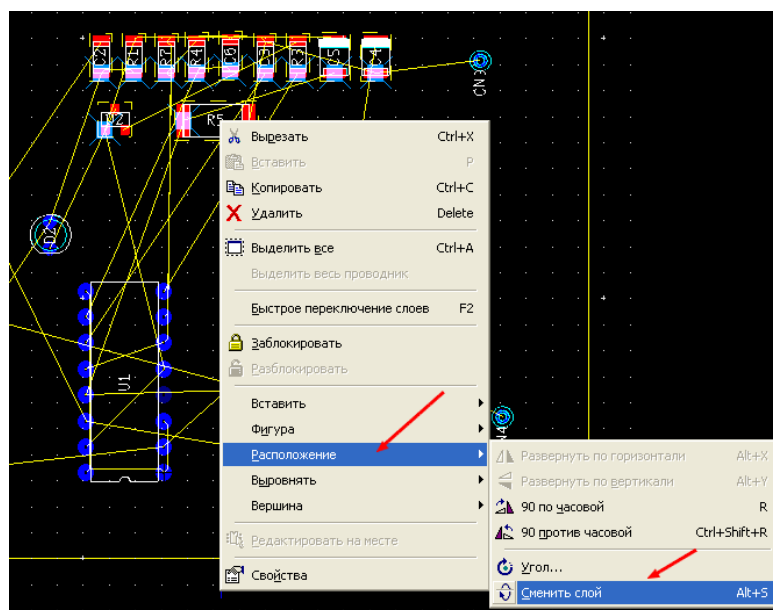 C2 R1 R2 R4 C6 C3 R3 C5 C4
CN3
R5
D2
U1
Вырезать Ctrl+X
Вставить P
Копировать Ctrl+C
Удалить Delete
Выделить все Ctrl+A
Выделить весь проводник
Быстрое переключение слоев F2
Заблокировать
Разблокировать
Вставить
Фигура
Расположение
Выровнять
Вершина
Редактировать на месте
Свойства
Развернуть по горизонтали Alt+X
Развернуть по вертикали Alt+Y
90 по часовой R
90 против часовой Ctrl+Shift+R
Угол...
Сменить слой Alt+S